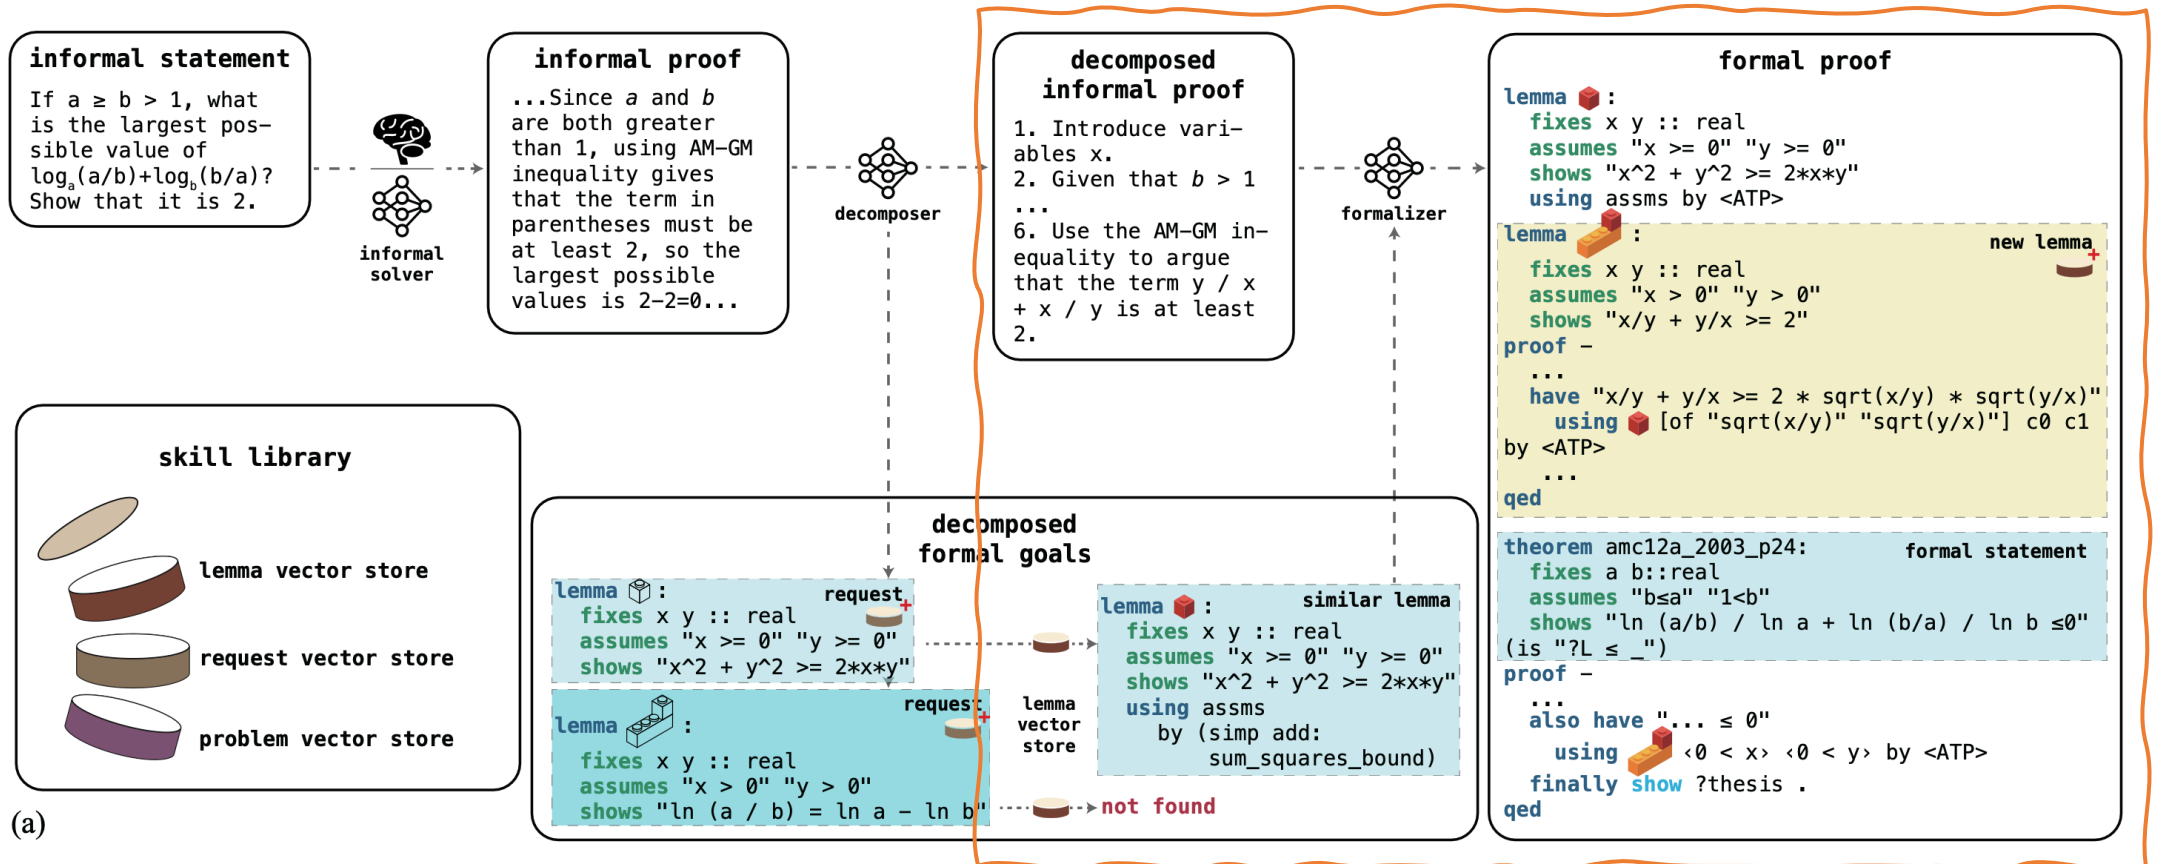 informal statement
If a ≥ b > 1, what
is the largest pos-
sible value of
logₐ(a/b)+log_b(b/a)?
Show that it is 2.
informal
solver
informal proof
...Since a and b
are both greater
than 1, using AM-GM
inequality gives
that the term in
parentheses must be
at least 2, so the
largest possible
values is 2-2=0...
decomposer
decomposed
informal proof
1. Introduce vari-
ables x.
2. Given that b > 1
...
6. Use the AM-GM in-
equality to argue
that the term y / x
+ x / y is at least
2.
formalizer
formal proof
lemma :
fixes x y :: real
assumes "x >= 0" "y >= 0"
shows "x^2 + y^2 >= 2*x*y"
using assms by <ATP>
lemma :
new lemma
+
fixes x y :: real
assumes "x > 0" "y > 0"
shows "x/y + y/x >= 2"
proof -
...
have "x/y + y/x >= 2 * sqrt(x/y) * sqrt(y/x)"
using [of "sqrt(x/y)" "sqrt(y/x)"] c0 c1
by <ATP>
...
qed
theorem amc12a_2003_p24:
formal statement
fixes a b::real
assumes "b≤a" "1<b"
shows "ln (a/b) / ln a + ln (b/a) / ln b ≤0"
(is "?L ≤ _")
proof -
...
also have "... ≤ 0"
using ‹0 < x› ‹0 < y› by <ATP>
finally show ?thesis .
qed
skill library
lemma vector store
request vector store
problem vector store
(a)
decomposed
formal goals
lemma :
request
+
fixes x y :: real
assumes "x >= 0" "y >= 0"
shows "x^2 + y^2 >= 2*x*y"
lemma :
request
+
fixes x y :: real
assumes "x > 0" "y > 0"
shows "ln (a / b) = ln a - ln b"
lemma
vector
store
lemma :
similar lemma
fixes x y :: real
assumes "x >= 0" "y >= 0"
shows "x^2 + y^2 >= 2*x*y"
using assms
by (simp add:
sum_squares_bound)
not found